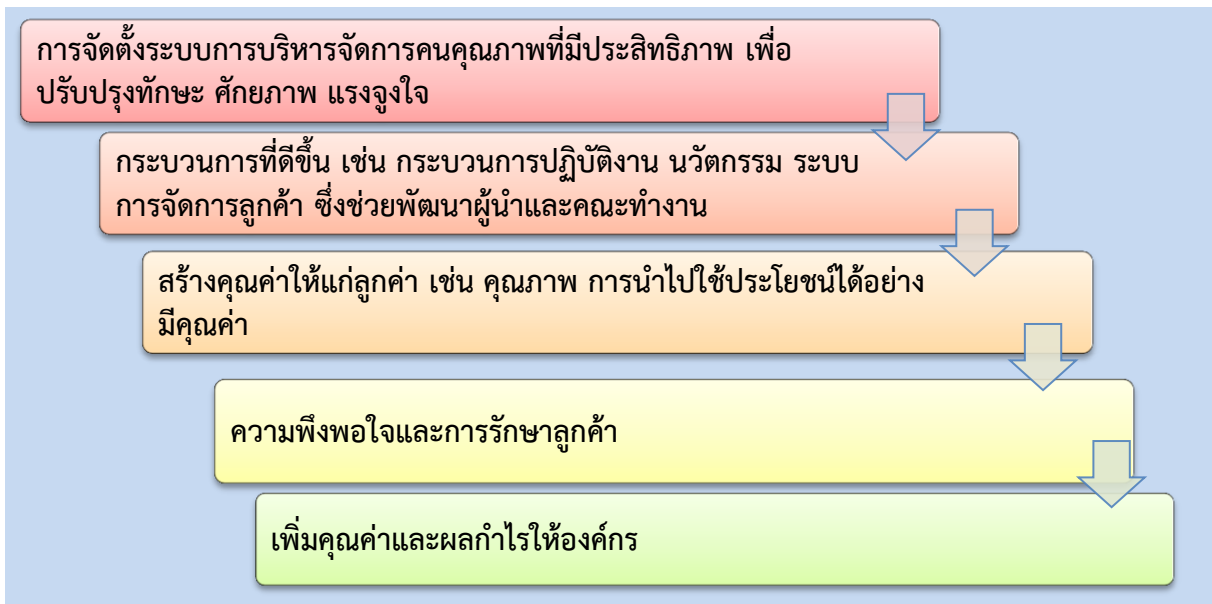 การจัดตั้งระบบการบริหารจัดการคนคุณภาพที่มีประสิทธิภาพ เพื่อ
ปรับปรุงทักษะ ศักยภาพ แรงจูงใจ
กระบวนการที่ดีขึ้น เช่น กระบวนการปฏิบัติงาน นวัตกรรม ระบบ
การจัดการลูกค้า ซึ่งช่วยพัฒนาผู้นำและคณะทำงาน
สร้างคุณค่าให้แก่ลูกค่า เช่น คุณภาพ การนำไปใช้ประโยชน์ได้อย่าง
มีคุณค่า
ความพึงพอใจและการรักษาลูกค้า
เพิ่มคุณค่าและผลกำไรให้องค์กร